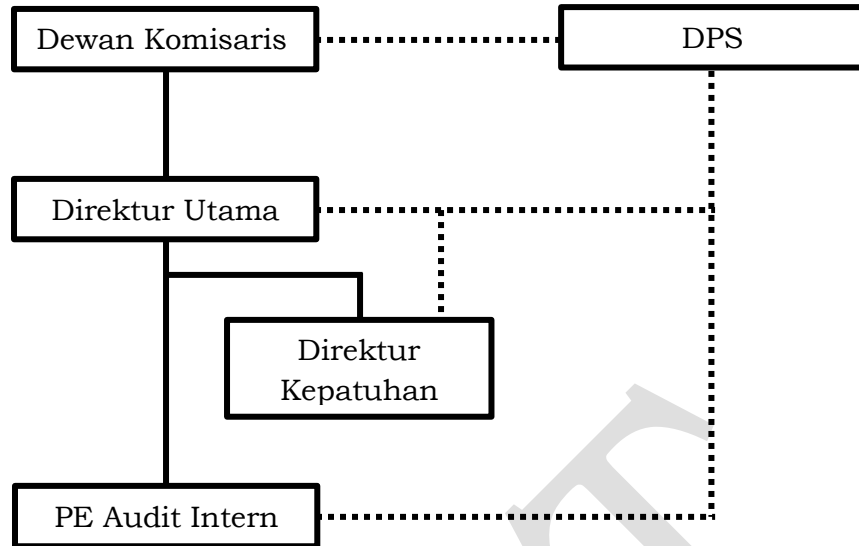 Dewan Komisaris
DPS
Direktur Utama
Direktur
Kepatuhan
PE Audit Intern